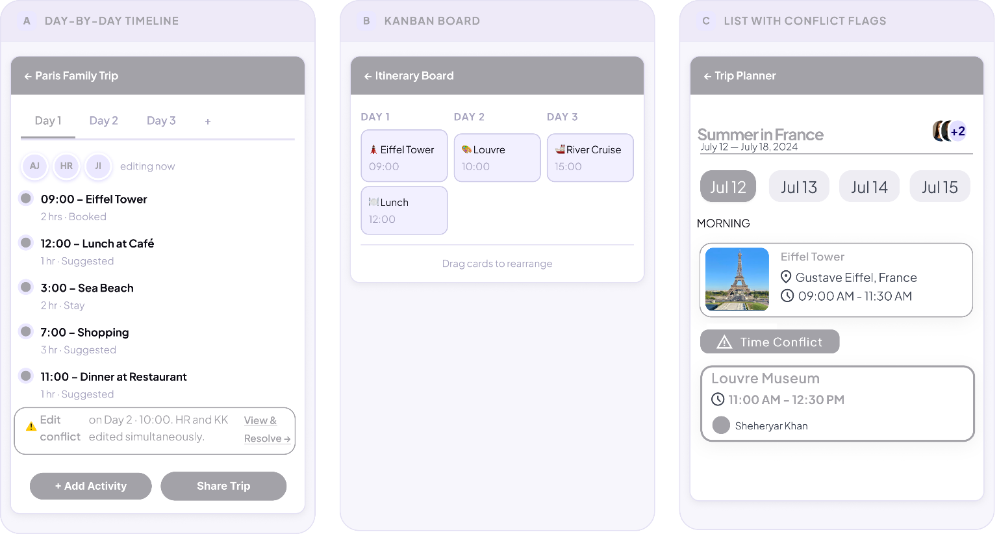 A DAY-BY-DAY TIMELINE
← Paris Family Trip
Day 1 Day 2 Day 3 +
AJ HR JI editing now
09:00 – Eiffel Tower
2 hrs · Booked
12:00 – Lunch at Café
1 hr · Suggested
3:00 – Sea Beach
2 hr · Stay
7:00 – Shopping
3 hr · Suggested
11:00 – Dinner at Restaurant
1 hr · Suggested
Edit conflict
on Day 2 · 10:00. HR and KK
edited simultaneously.
View &
Resolve →
+ Add Activity
Share Trip
B KANBAN BOARD
← Itinerary Board
DAY 1 DAY 2 DAY 3
Eiffel Tower
09:00
Louvre
10:00
River Cruise
15:00
Lunch
12:00
Drag cards to rearrange
C LIST WITH CONFLICT FLAGS
← Trip Planner
Summer in France
+2
July 12 — July 18, 2024
Jul 12 Jul 13 Jul 14 Jul 15
MORNING
Eiffel Tower
Gustave Eiffel, France
09:00 AM - 11:30 AM
Time Conflict
Louvre Museum
11:00 AM – 12:30 PM
Sheheryar Khan